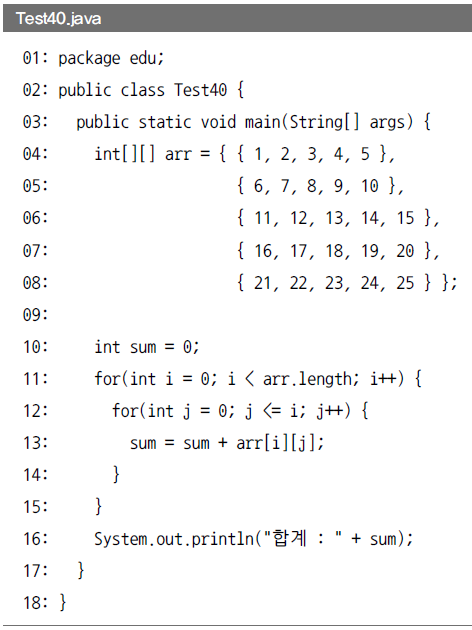 Test40.java
01: package edu;
02: public class Test40 {
03:   public static void main(String[] args) {
04:     int[][] arr = { { 1, 2, 3, 4, 5 },
05:                     { 6, 7, 8, 9, 10 },
06:                     { 11, 12, 13, 14, 15 },
07:                     { 16, 17, 18, 19, 20 },
08:                     { 21, 22, 23, 24, 25 } };
09:
10:     int sum = 0;
11:     for(int i = 0; i < arr.length; i++) {
12:       for(int j = 0; j <= i; j++) {
13:         sum = sum + arr[i][j];
14:       }
15:     }
16:     System.out.println("합계 : " + sum);
17:   }
18: }